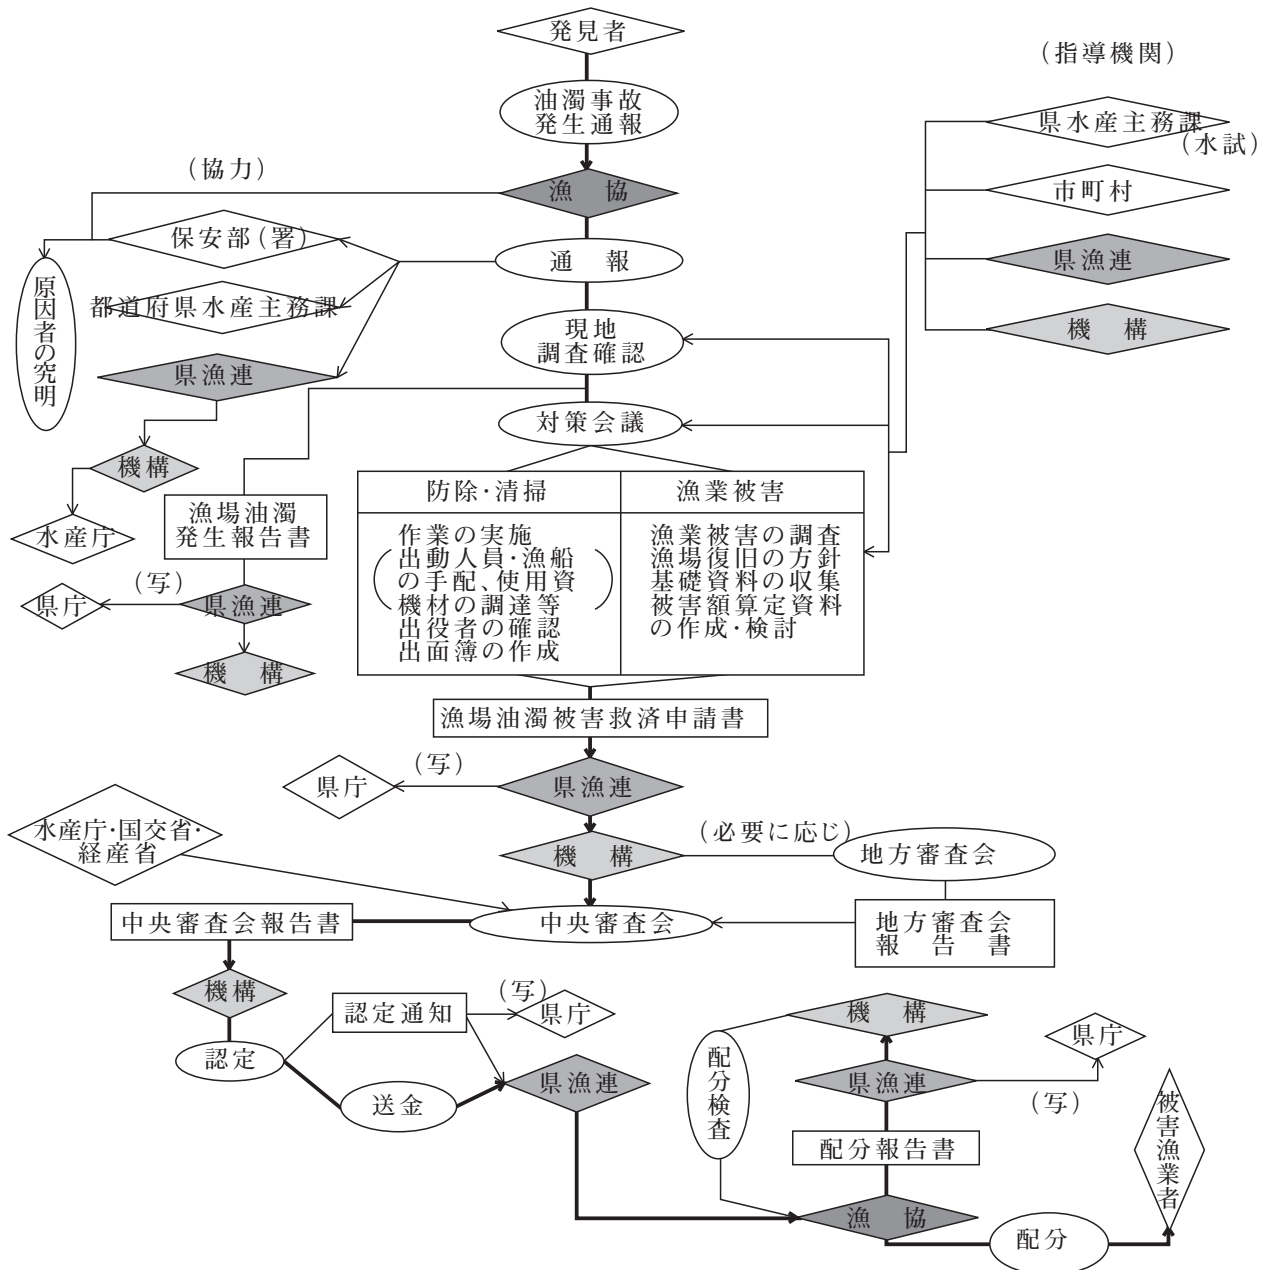 発見者
(指導機関)
油濁事故
発生通報
県水産主務課
(水試)
(協力)
漁　協
市町村
保安部(署)
通　報
県漁連
原因者の究明
都道府県水産主務課
現地
調査確認
機　構
県漁連
対策会議
機構
防除・清掃
漁業被害
漁場油濁
発生報告書
水産庁
作業の実施
(出動人員・漁船
の手配、使用資
機材の調達等)
出役者の確認
出面簿の作成
漁業被害の調査
漁場復旧の方針
基礎資料の収集
被害額算定資料
の作成・検討
(写)
県庁
県漁連
機　構
漁場油濁被害救済申請書
(写)
県庁
県漁連
水産庁・国交省・
経産省
(必要に応じ)
機　構
地方審査会
中央審査会報告書
中央審査会
地方審査会
報　告　書
機構
(写)
認定通知
県庁
機　構
県庁
認定
配分検査
県漁連
県漁連
送金
(写)
被害漁業者
配分報告書
漁　協
配分